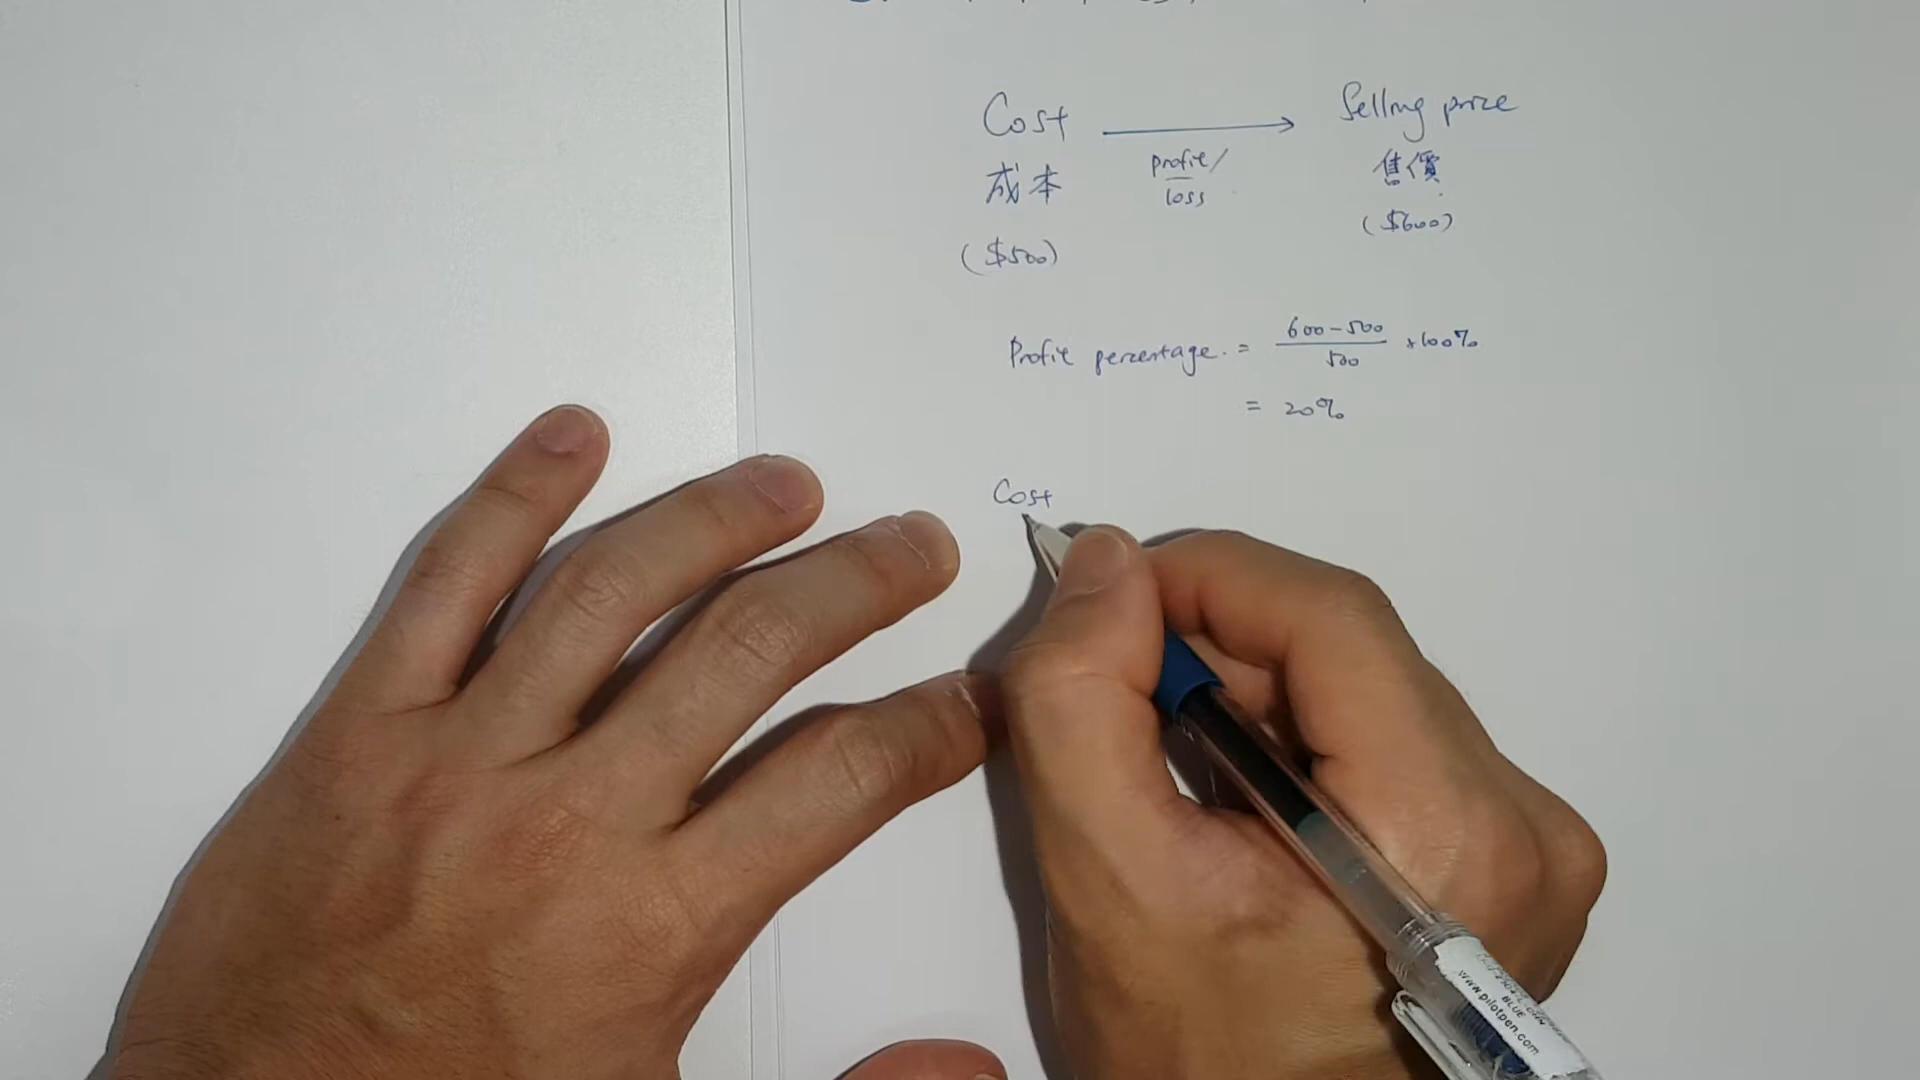 Cost → Selling price
成本 profit/ 售價
loss
($500) ($600)
Profit percentage. = 600-500 / 500 × 100%
= 20%
Cost
BLUE
www.pilotpen.com